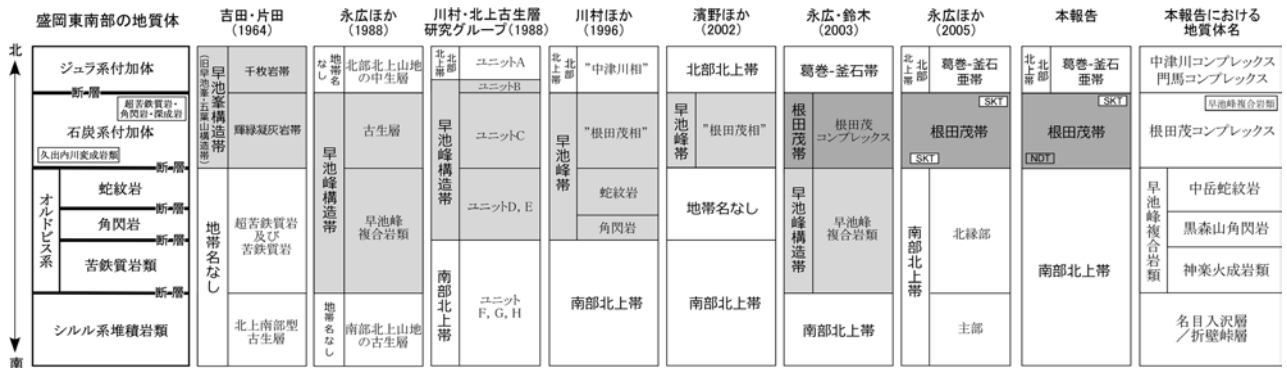 盛岡東南部の地質体
吉田・片田
(1964)
永広ほか
(1988)
川村・北上古生層
研究グループ(1988)
川村ほか
(1996)
濱野ほか
(2002)
永広・鈴木
(2003)
永広ほか
(2005)
本報告
本報告における
地質体名
北
南
ジュラ系付加体
断層
超苦鉄質岩・
角閃岩・深成岩
石炭系付加体
久出内川変成岩類
断層
オルドビス系
蛇紋岩
断層
角閃岩
断層
苦鉄質岩類
断層
シルル系堆積岩類
早池峯構造帯
(旧早池峯・五葉山構造帯)
千枚岩帯
輝緑凝灰岩帯
地帯名なし
超苦鉄質岩
及び
苦鉄質岩
北上南部型
古生層
地帯名なし
北部北上山地
の中生層
早池峰構造帯
古生層
早池峰
複合岩類
地帯名なし
南部北上山地
の古生層
北部北上帯
ユニットA
早池峰構造帯
ユニットB
ユニットC
ユニットD, E
南部北上帯
ユニット
F, G, H
北部北上帯
"中津川相"
早池峰帯
"根田茂相"
蛇紋岩
角閃岩
南部北上帯
北部北上帯
早池峰帯
"根田茂相"
地帯名なし
南部北上帯
葛巻-釜石帯
根田茂帯
根田茂
コンプレックス
早池峰構造帯
早池峰
複合岩類
南部北上帯
北部北上帯
葛巻-釜石
亜帯
SKT
根田茂帯
SKT
南部北上帯
北縁部
主部
北部北上帯
葛巻-釜石
亜帯
SKT
根田茂帯
NDT
南部北上帯
中津川コンプレックス
門馬コンプレックス
早池峰複合岩類
根田茂コンプレックス
早池峰複合岩類
中岳蛇紋岩
黒森山角閃岩
神楽火成岩類
名目入沢層
/折壁峠層